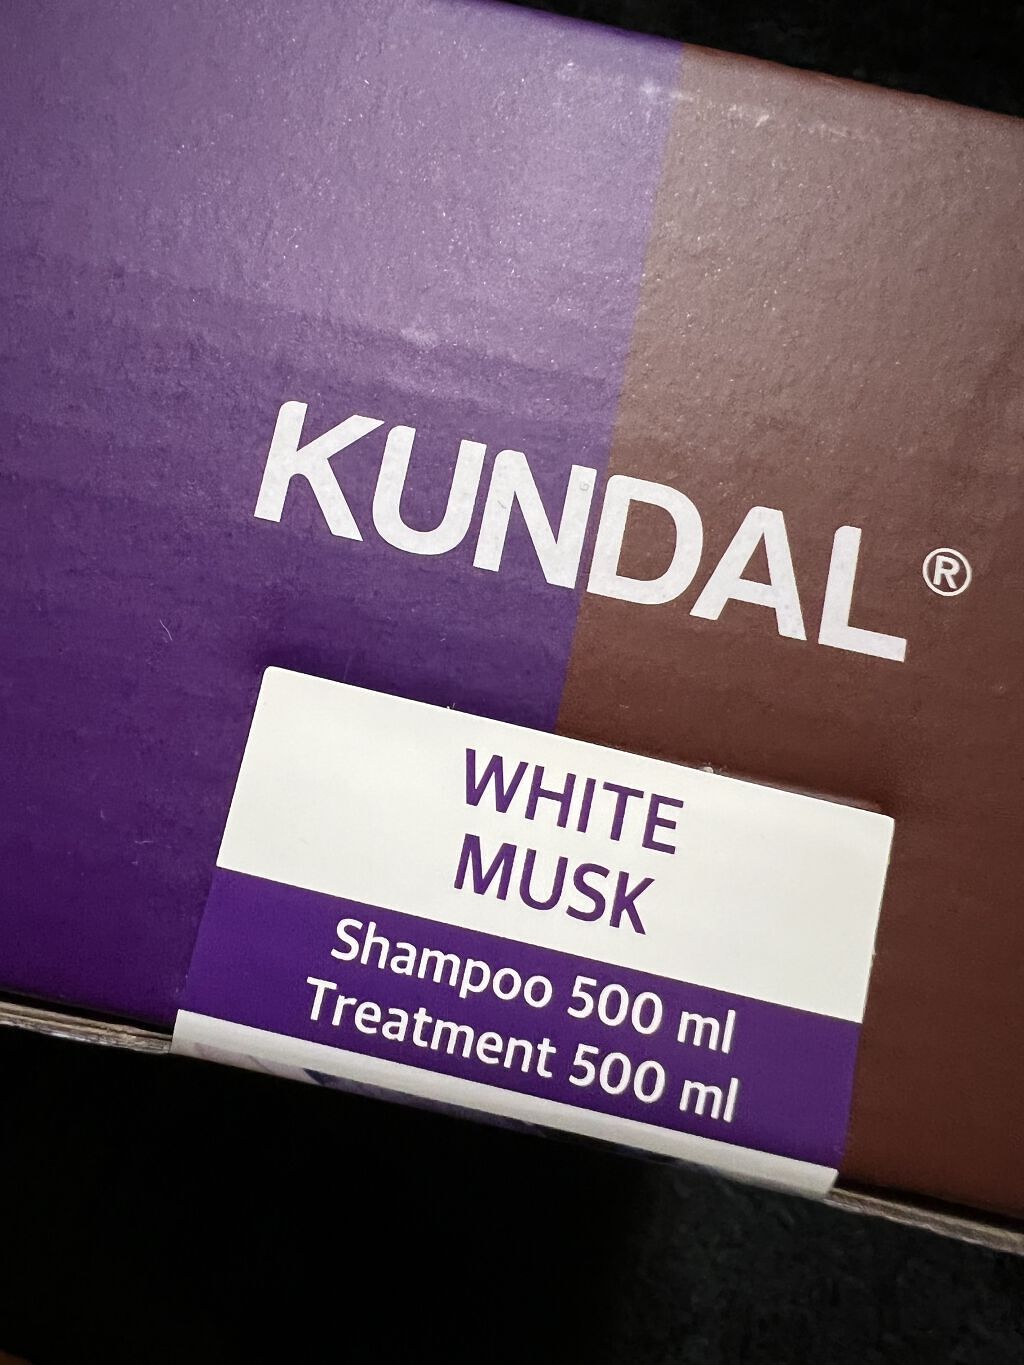 KUNDAL®
WHITE
MUSK
Shampoo 500 ml
Treatment 500 ml